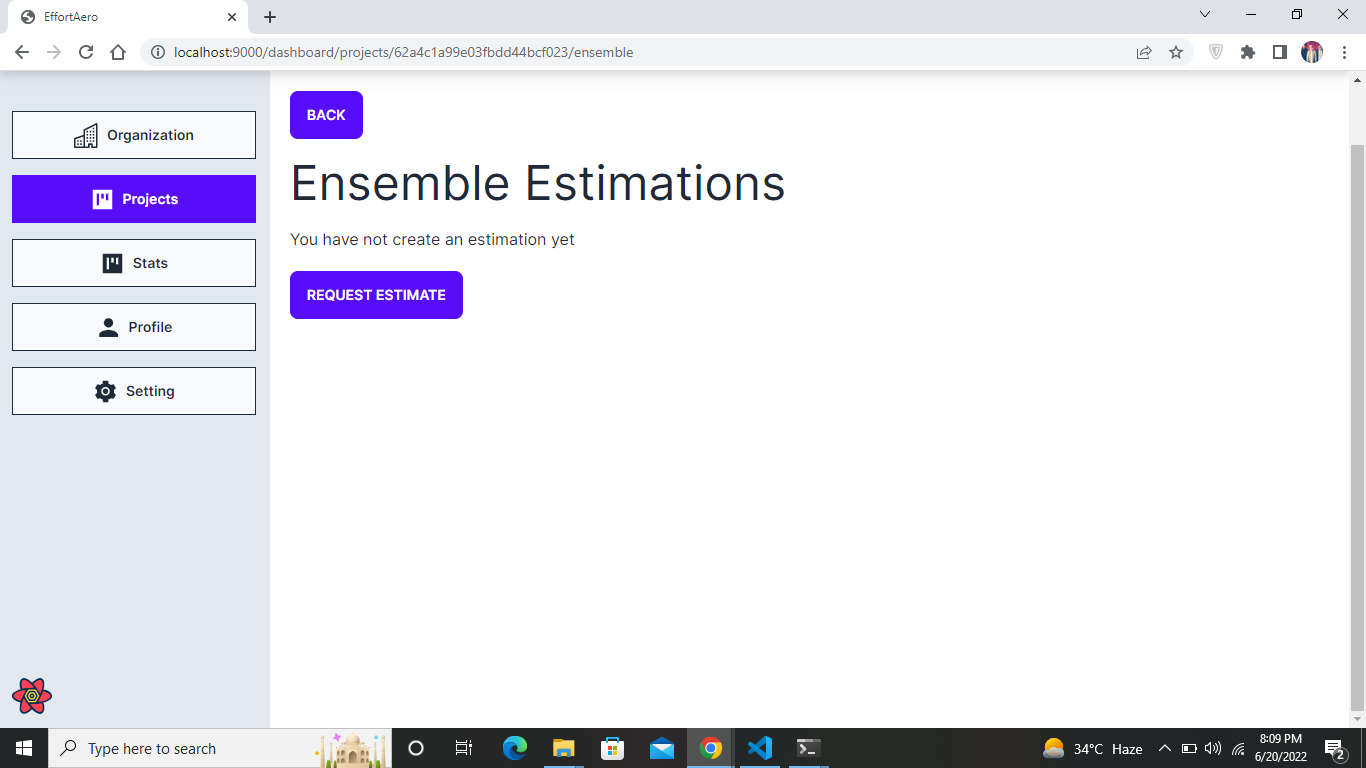 EffortAero
localhost:9000/dashboard/projects/62a4c1a99e03fbdd44bcf023/ensemble
Organization
Projects
Stats
Profile
Setting
BACK
Ensemble Estimations
You have not create an estimation yet
REQUEST ESTIMATE
Type here to search
34°C Haze
8:09 PM
6/20/2022
2